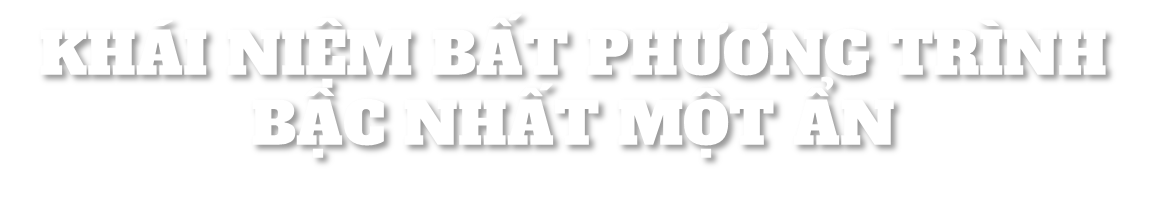 KHÁI NIỆM BẤT PHƯƠNG TRÌNH
BẬC NHẤT MỘT ẨN